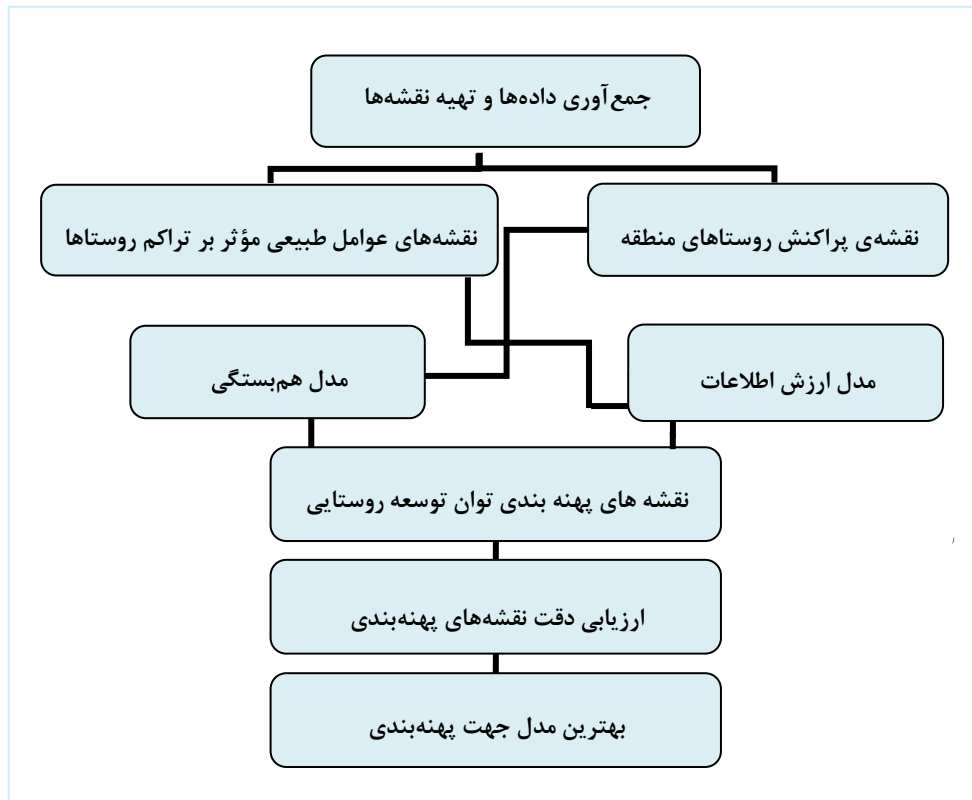 جمع‌آوری داده‌ها و تهیه نقشه‌ها
نقشه‌ی پراکنش روستاهای منطقه
نقشه‌های عوامل طبیعی مؤثر بر تراکم روستاها
مدل ارزش اطلاعات
مدل هم‌بستگی
نقشه های پهنه بندی توان توسعه روستایی
ارزیابی دقت نقشه‌های پهنه‌بندی
بهترین مدل جهت پهنه‌بندی